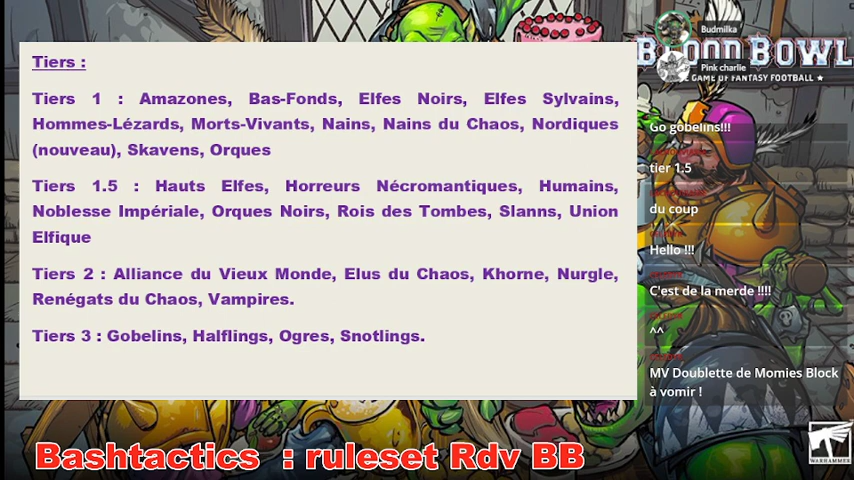 Tiers :
Tiers 1 : Amazones, Bas-Fonds, Elfes Noirs, Elfes Sylvains,
Hommes-Lézards, Morts-Vivants, Nains, Nains du Chaos, Nordiques
(nouveau), Skavens, Orques
Tiers 1.5 : Hauts Elfes, Horreurs Nécromantiques, Humains,
Noblesse Impériale, Orques Noirs, Rois des Tombes, Slanns, Union
Elfique
Tiers 2 : Alliance du Vieux Monde, Elus du Chaos, Khorne, Nurgle,
Renégats du Chaos, Vampires.
Tiers 3 : Gobelins, Halflings, Ogres, Snotlings.
Budmilka
Pink charlie
BLOOD BOWL
GAME OF FANTASY FOOTBALL
Go gobelins!!!
tier 1.5
du coup
Hello !!!
C'est de la merde !!!!
^^
MV Doublette de Momies Block
à vomir !
WARHAMMER
Bashtactics : ruleset Rdv BB